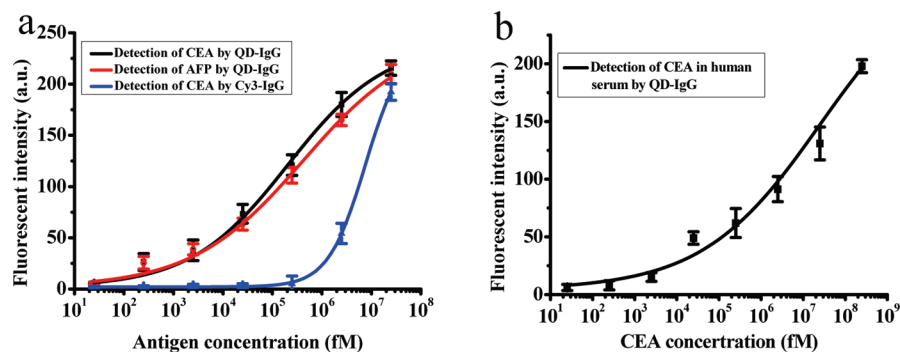 a
Detection of CEA by QD-IgG
Detection of AFP by QD-IgG
Detection of CEA by Cy3-IgG
Fluorescent intensity (a.u.)
250
200
150
100
50
0
10^1 10^2 10^3 10^4 10^5 10^6 10^7 10^8
Antigen concentration (fM)
b
Detection of CEA in human
serum by QD-IgG
Fluorescent intensity (a.u.)
200
150
100
50
0
10^1 10^2 10^3 10^4 10^5 10^6 10^7 10^8 10^9
CEA concertration (fM)